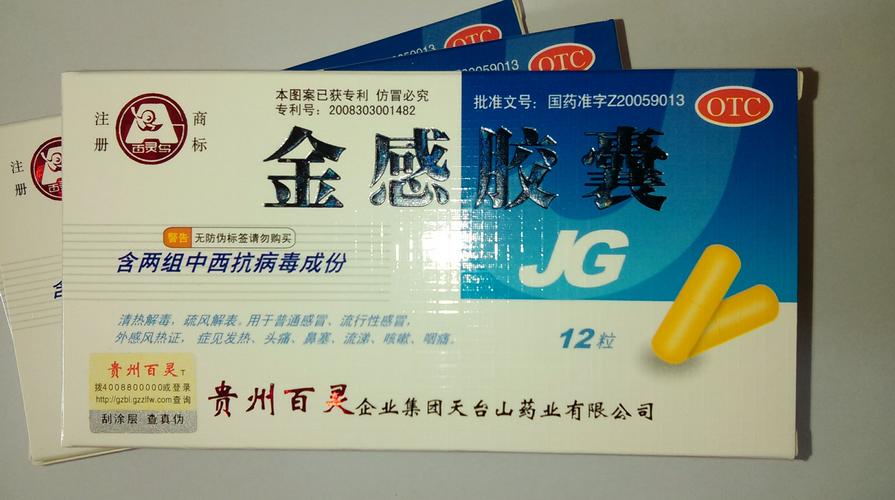 059013
OTC
059013
OTC
本图案已获专利 仿冒必究
专利号：2008303001482
批准文号：国药准字Z20059013
OTC
注册
商标
百灵鸟
注册
金感胶囊
JG
警告 无防伪标签请勿购买
含两组中西抗病毒成份
含
清热解毒，疏风解表。用于普通感冒、流行性感冒，
外感风热证，症见发热、头痛、鼻塞、流涕、咳嗽、咽痛。
12粒
贵州百灵T
拨4008800000或登录
http://gzbl.gzzlfw.com查询
刮涂层 查真伪
贵州百灵企业集团天台山药业有限公司